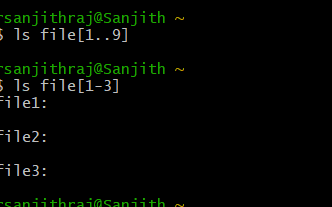 rsanjithraj@Sanjith ~
$ ls file[1..9]
rsanjithraj@Sanjith ~
$ ls file[1-3]
file1:
file2:
file3:
rsanjithraj@Sanjith ~